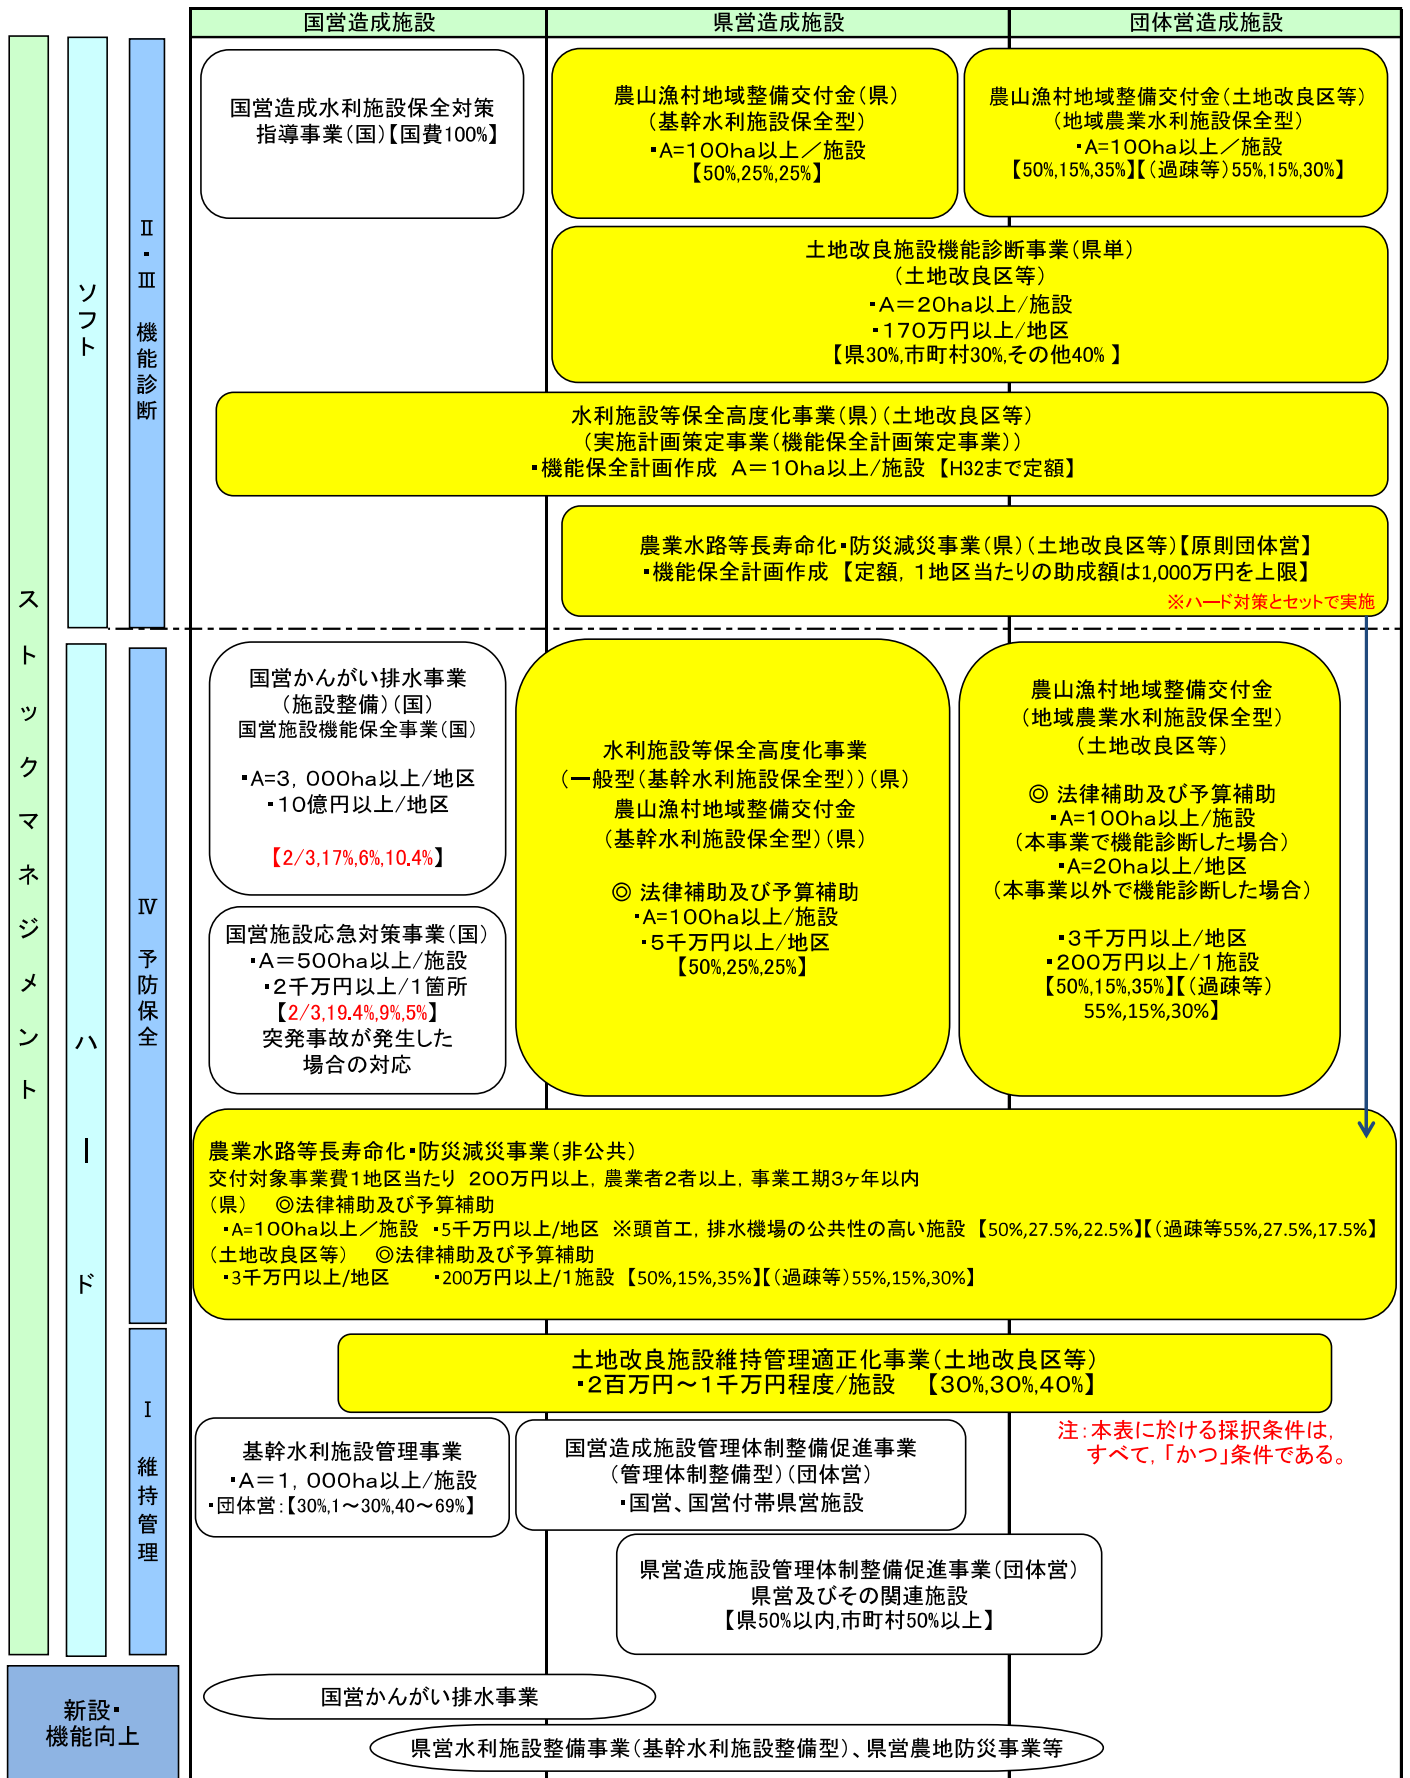 国営造成施設
県営造成施設
団体営造成施設
ストックマネジメント
ソフト
Ⅱ・Ⅲ 機能診断
国営造成水利施設保全対策
指導事業(国)【国費100%】
農山漁村地域整備交付金(県)
(基幹水利施設保全型)
・A=100ha以上／施設
【50%,25%,25%】
農山漁村地域整備交付金(土地改良区等)
(地域農業水利施設保全型)
・A=100ha以上／施設
【50%,15%,35%】【(過疎等)55%,15%,30%】
土地改良施設機能診断事業(県単)
(土地改良区等)
・A＝20ha以上/施設
・170万円以上/地区
【県30%,市町村30%,その他40% 】
水利施設等保全高度化事業(県)(土地改良区等)
(実施計画策定事業(機能保全計画策定事業))
・機能保全計画作成 A＝10ha以上/施設 【H32まで定額】
農業水路等長寿命化・防災減災事業(県)(土地改良区等)【原則団体営】
・機能保全計画作成 【定額，1地区当たりの助成額は1,000万円を上限】
※ハード対策とセットで実施
ハード
Ⅳ 予防保全
国営かんがい排水事業
(施設整備)(国)
国営施設機能保全事業(国)
・A=3，000ha以上/地区
・10億円以上/地区
【2/3,17%,6%,10.4%】
国営施設応急対策事業(国)
・A＝500ha以上/施設
・2千万円以上/1箇所
【2/3,19.4%,9%,5%】
突発事故が発生した
場合の対応
水利施設等保全高度化事業
(一般型(基幹水利施設保全型))(県)
農山漁村地域整備交付金
(基幹水利施設保全型)(県)
◎ 法律補助及び予算補助
・A=100ha以上/施設
・5千万円以上/地区
【50%,25%,25%】
農山漁村地域整備交付金
(地域農業水利施設保全型)
(土地改良区等)
◎ 法律補助及び予算補助
・A=100ha以上/施設
(本事業で機能診断した場合)
・A=20ha以上/地区
(本事業以外で機能診断した場合)
・3千万円以上/地区
・200万円以上/1施設
【50%,15%,35%】【(過疎等)
55%,15%,30%】
農業水路等長寿命化・防災減災事業(非公共)
交付対象事業費1地区当たり 200万円以上，農業者2者以上，事業工期3ヶ年以内
(県) ◎法律補助及び予算補助
・A=100ha以上／施設 ・5千万円以上/地区 ※頭首工，排水機場の公共性の高い施設 【50%,27.5%,22.5%】【(過疎等55%,27.5%,17.5%】
(土地改良区等) ◎法律補助及び予算補助
・3千万円以上/地区 ・200万円以上/1施設 【50%,15%,35%】【(過疎等)55%,15%,30%】
Ⅰ 維持管理
土地改良施設維持管理適正化事業(土地改良区等)
・2百万円～1千万円程度/施設 【30%,30%,40%】
基幹水利施設管理事業
・A＝1，000ha以上/施設
・団体営:【30%,1～30%,40～69%】
国営造成施設管理体制整備促進事業
(管理体制整備型)(団体営)
・国営、国営付帯県営施設
注:本表に於ける採択条件は，
すべて，「かつ」条件である。
県営造成施設管理体制整備促進事業(団体営)
県営及びその関連施設
【県50%以内,市町村50%以上】
新設・
機能向上
国営かんがい排水事業
県営水利施設整備事業(基幹水利施設整備型)、県営農地防災事業等